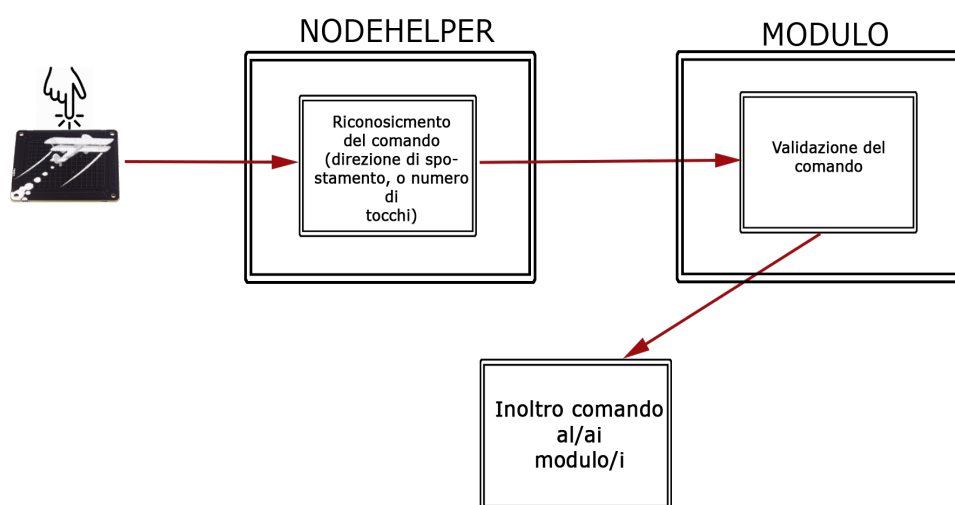 NODEHELPER
MODULO
Riconosicmento
del comando
(direzione di spo-
stamento, o numero
di
tocchi)
Validazione del
comando
Inoltro comando
al/ai
modulo/i